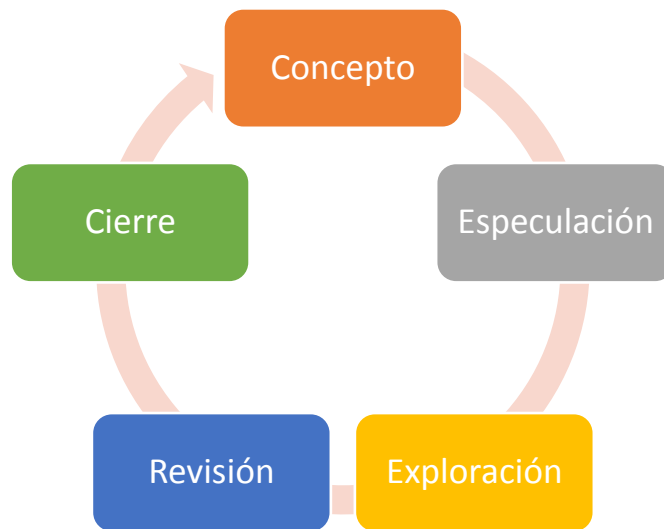 Concepto
Especulación
Exploración
Revisión
Cierre